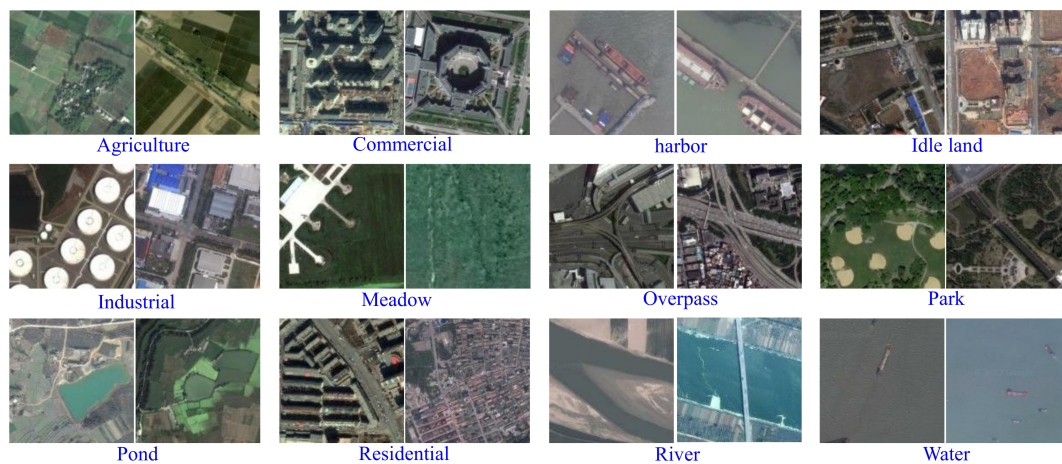 Agriculture
Commercial
harbor
Idle land
Industrial
Meadow
Overpass
Park
Pond
Residential
River
Water